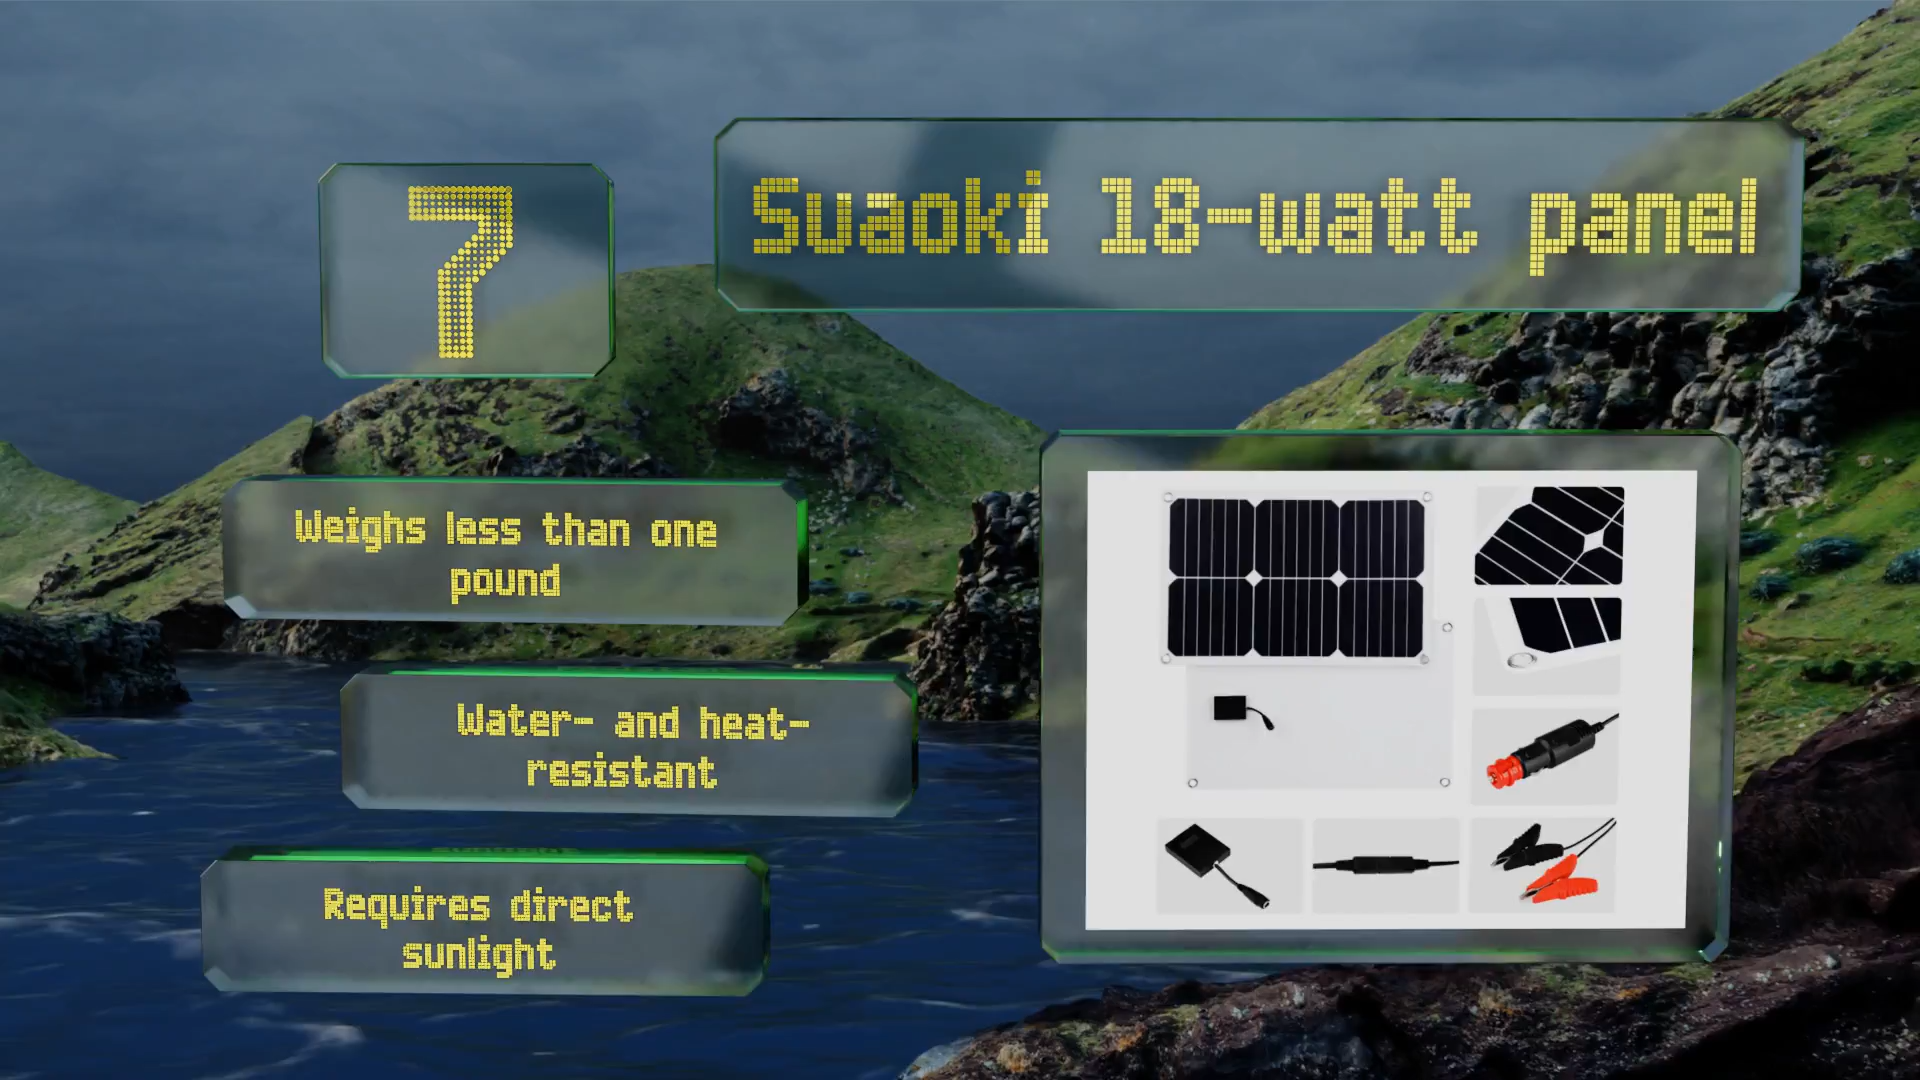 7
Suaoki 18-watt panel
Weighs less than one
pound
Water- and heat-
resistant
Requires direct
sunlight